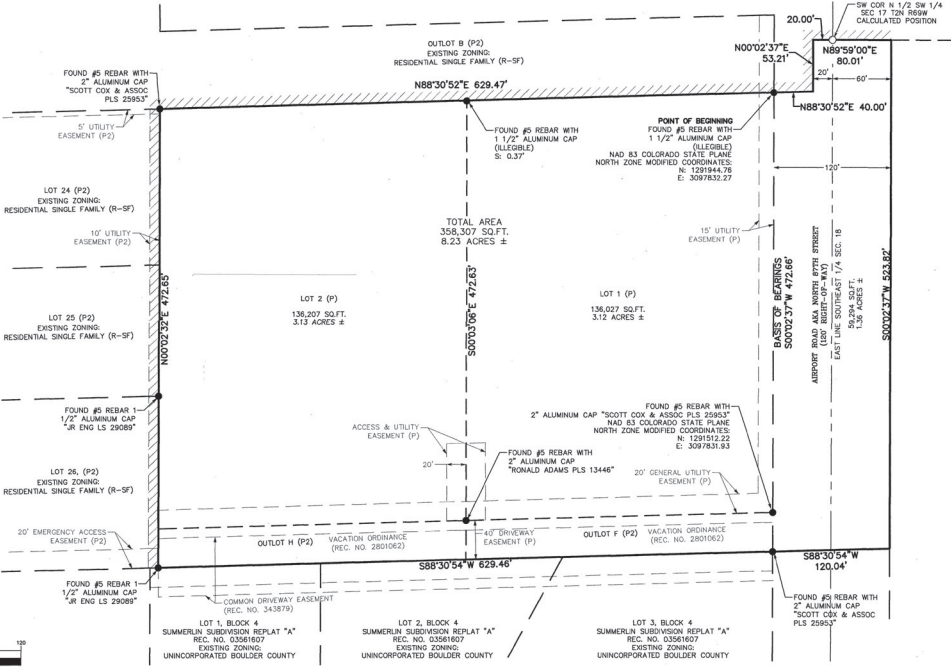 SW COR N 1/2 SW 1/4
SEC 17 T2N R69W
CALCULATED POSITION
20.00'
N89°59'00"E
80.01'
N00°02'37"E
53.21'
20'
60'
N88°30'52"E 40.00'
OUTLOT B (P2)
EXISTING ZONING:
RESIDENTIAL SINGLE FAMILY (R-SF)
N88°30'52"E 629.47'
FOUND #5 REBAR WITH
2" ALUMINUM CAP
"SCOTT COX & ASSOC
PLS 25953"
5' UTILITY
EASEMENT (P2)
FOUND #5 REBAR WITH
1 1/2" ALUMINUM CAP
(ILLEGIBLE)
S: 0.37'
POINT OF BEGINNING
FOUND #5 REBAR WITH
1 1/2" ALUMINUM CAP
(ILLEGIBLE)
NAD 83 COLORADO STATE PLANE
NORTH ZONE MODIFIED COORDINATES:
N: 1291944.76
E: 3097832.27
120'
LOT 24 (P2)
EXISTING ZONING:
RESIDENTIAL SINGLE FAMILY (R-SF)
10' UTILITY
EASEMENT (P2)
TOTAL AREA
358,307 SQ.FT.
8.23 ACRES ±
15' UTILITY
EASEMENT (P)
N00°02'32"E 472.65'
LOT 2 (P)
136,207 SQ.FT.
3.13 ACRES ±
S00°03'06"E 472.63'
LOT 1 (P)
136,027 SQ.FT.
3.12 ACRES ±
BASIS OF BEARINGS
S00°02'37"W 472.66'
AIRPORT ROAD AKA NORTH 87TH STREET
(120' RIGHT-OF-WAY)
EAST LINE SOUTHEAST 1/4 SEC. 18
59,294 SQ.FT.
1.36 ACRES ±
S00°02'37"W 523.82'
LOT 25 (P2)
EXISTING ZONING:
RESIDENTIAL SINGLE FAMILY (R-SF)
FOUND #5 REBAR 1
1/2" ALUMINUM CAP
"JR ENG LS 29089"
ACCESS & UTILITY
EASEMENT (P)
20'
FOUND #5 REBAR WITH
2" ALUMINUM CAP "SCOTT COX & ASSOC PLS 25953"
NAD 83 COLORADO STATE PLANE
NORTH ZONE MODIFIED COORDINATES:
N: 1291512.22
E: 3097831.93
FOUND #5 REBAR WITH
2" ALUMINUM CAP
"RONALD ADAMS PLS 13446"
20' GENERAL UTILITY
EASEMENT (P)
LOT 26, (P2)
EXISTING ZONING:
RESIDENTIAL SINGLE FAMILY (R-SF)
20' EMERGENCY ACCESS
EASEMENT (P2)
OUTLOT H (P2)
VACATION ORDINANCE
(REC. NO. 2801062)
40' DRIVEWAY
EASEMENT (P)
OUTLOT F (P2)
VACATION ORDINANCE
(REC. NO. 2801062)
S88°30'54"W 629.46'
S88°30'54"W
120.04'
FOUND #5 REBAR 1
1/2" ALUMINUM CAP
"JR ENG LS 29089"
COMMON DRIVEWAY EASEMENT
(REC. NO. 343879)
FOUND #5 REBAR WITH
2" ALUMINUM CAP
"SCOTT COX & ASSOC
PLS 25953"
LOT 1, BLOCK 4
SUMMERLIN SUBDIVISION REPLAT "A"
REC. NO. 03561607
EXISTING ZONING:
UNINCORPORATED BOULDER COUNTY
LOT 2, BLOCK 4
SUMMERLIN SUBDIVISION REPLAT "A"
REC. NO. 03561607
EXISTING ZONING:
UNINCORPORATED BOULDER COUNTY
LOT 3, BLOCK 4
SUMMERLIN SUBDIVISION REPLAT "A"
REC. NO. 03561607
EXISTING ZONING:
UNINCORPORATED BOULDER COUNTY
120